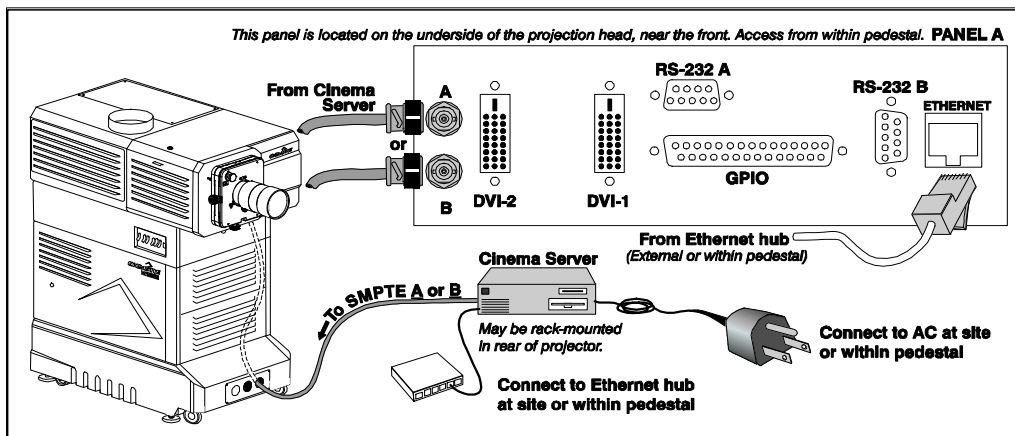 This panel is located on the underside of the projection head, near the front. Access from within pedestal. PANEL A
RS-232 A
RS-232 B
From Cinema
Server
A
ETHERNET
or
GPIO
B
DVI-2
DVI-1
From Ethernet hub
(External or within pedestal)
Cinema Server
To SMPTE A or B
May be rack-mounted
in rear of projector.
Connect to AC at site
or within pedestal
Connect to Ethernet hub
at site or within pedestal